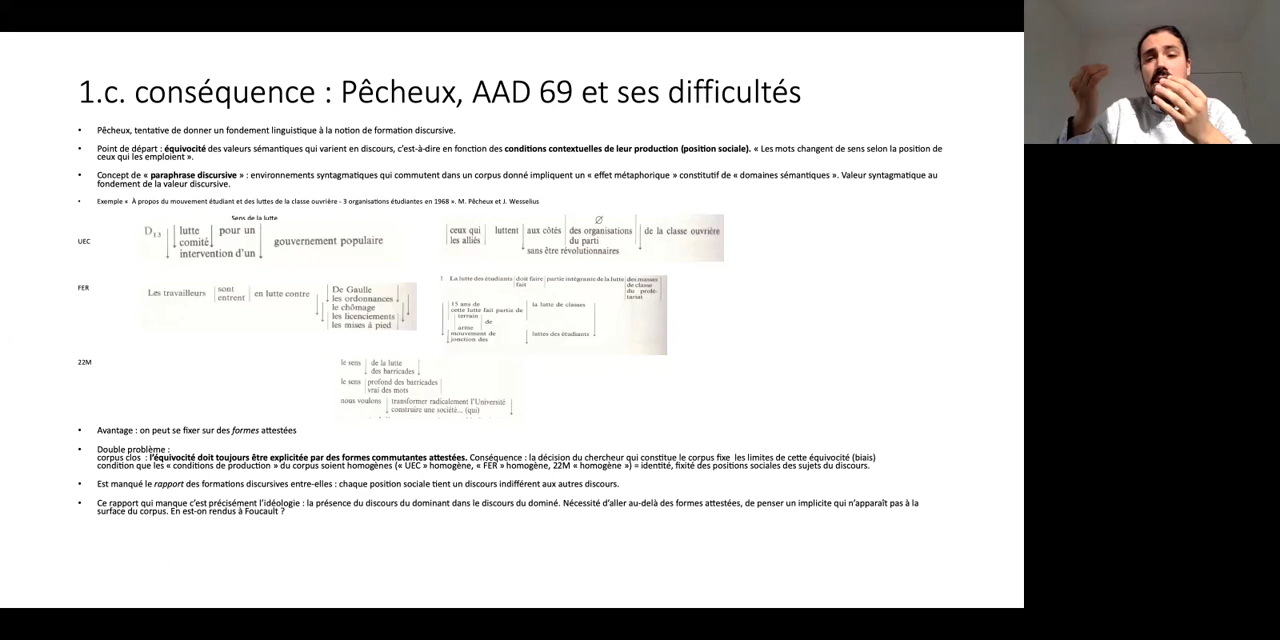 1.c. conséquence : Pêcheux, AAD 69 et ses difficultés
• Pêcheux, tentative de donner un fondement linguistique à la notion de formation discursive.
• Point de départ : équivocité des valeurs sémantiques qui varient en discours, c'est-à-dire en fonction des conditions contextuelles de leur production (position sociale). « Les mots changent de sens selon la position de
ceux qui les emploient ».
• Concept de « paraphrase discursive » : environnements syntagmatiques qui commutent dans un corpus donné impliquent un « effet métaphorique » constitutif de « domaines sémantiques ». Valeur syntagmatique au
fondement de la valeur discursive.
• Exemple « À propos du mouvement étudiant et des luttes de la classe ouvrière - 3 organisations étudiantes en 1968 ». M. Pêcheux et J. Wesselius
Sens de la lutte
UEC
D13 lutte pour un
comité
intervention d'un
gouvernement populaire
ceux qui luttent aux côtés Ø des organisations de la classe ouvrière
les alliés du parti
sans être révolutionnaires
FER
Les travailleurs sont en lutte contre De Gaulle
entrent les ordonnances
le chômage
les licenciements
les mises à pied
1 La lutte des étudiants doit faire partie intégrante de la lutte des masses
fait de classe
du prolé-
tariat
15 ans de la lutte de classes
cette lutte fait partie de
terrain
de
arme
mouvement de luttes des étudiants
jonction des
22M
le sens de la lutte
des barricades
le sens profond des barricades
vrai des mots
nous voulons transformer radicalement l'Université
construire une société... (qui)
• Avantage : on peut se fixer sur des formes attestées
• Double problème :
corpus clos : l'équivocité doit toujours être explicitée par des formes commutantes attestées. Conséquence : la décision du chercheur qui constitue le corpus fixe les limites de cette équivocité (biais)
condition que les « conditions de production » du corpus soient homogènes (« UEC » homogène, « FER » homogène, 22M « homogène ») = identité, fixité des positions sociales des sujets du discours.
• Est manqué le rapport des formations discursives entre-elles : chaque position sociale tient un discours indifférent aux autres discours.
• Ce rapport qui manque c'est précisément l'idéologie : la présence du discours du dominant dans le discours du dominé. Nécessité d'aller au-delà des formes attestées, de penser un implicite qui n'apparaît pas à la
surface du corpus. En est-on rendus à Foucault ?